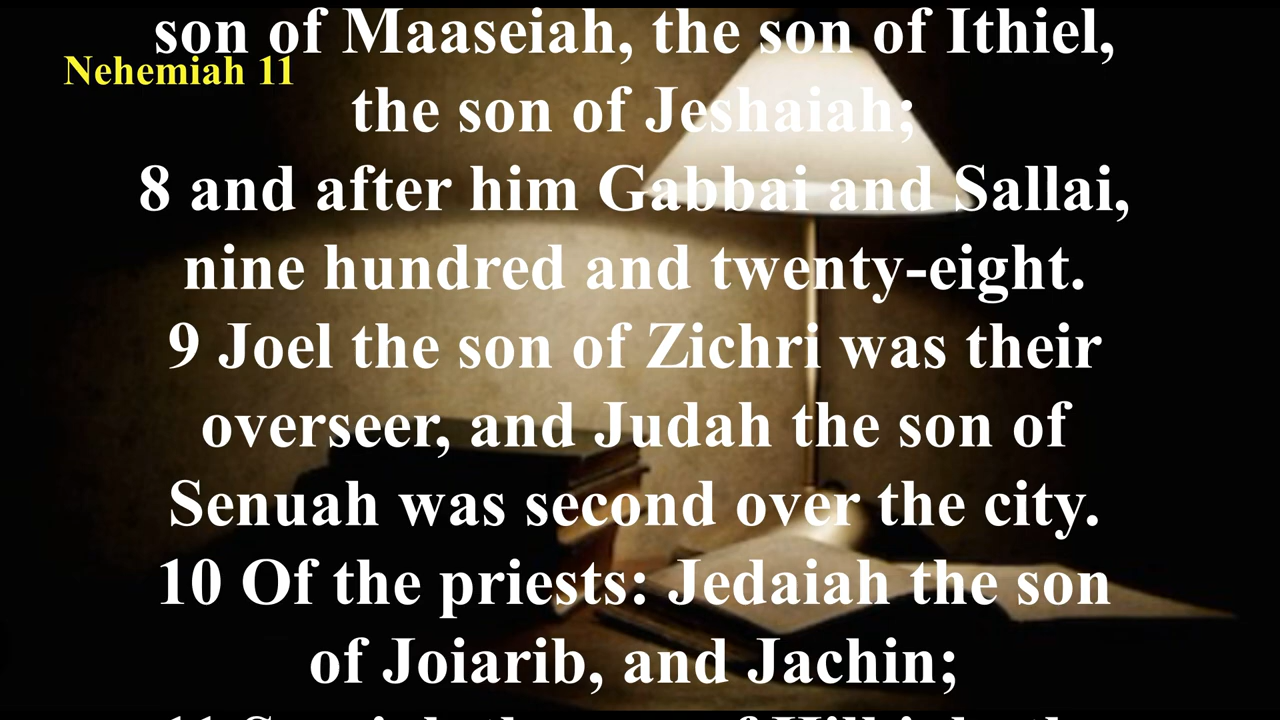 son of Maaseiah, the son of Ithiel,
Nehemiah 11
the son of Jeshaiah;
8 and after him Gabbai and Sallai,
nine hundred and twenty-eight.
9 Joel the son of Zichri was their
overseer, and Judah the son of
Senuah was second over the city.
10 Of the priests: Jedaiah the son
of Joiarib, and Jachin;